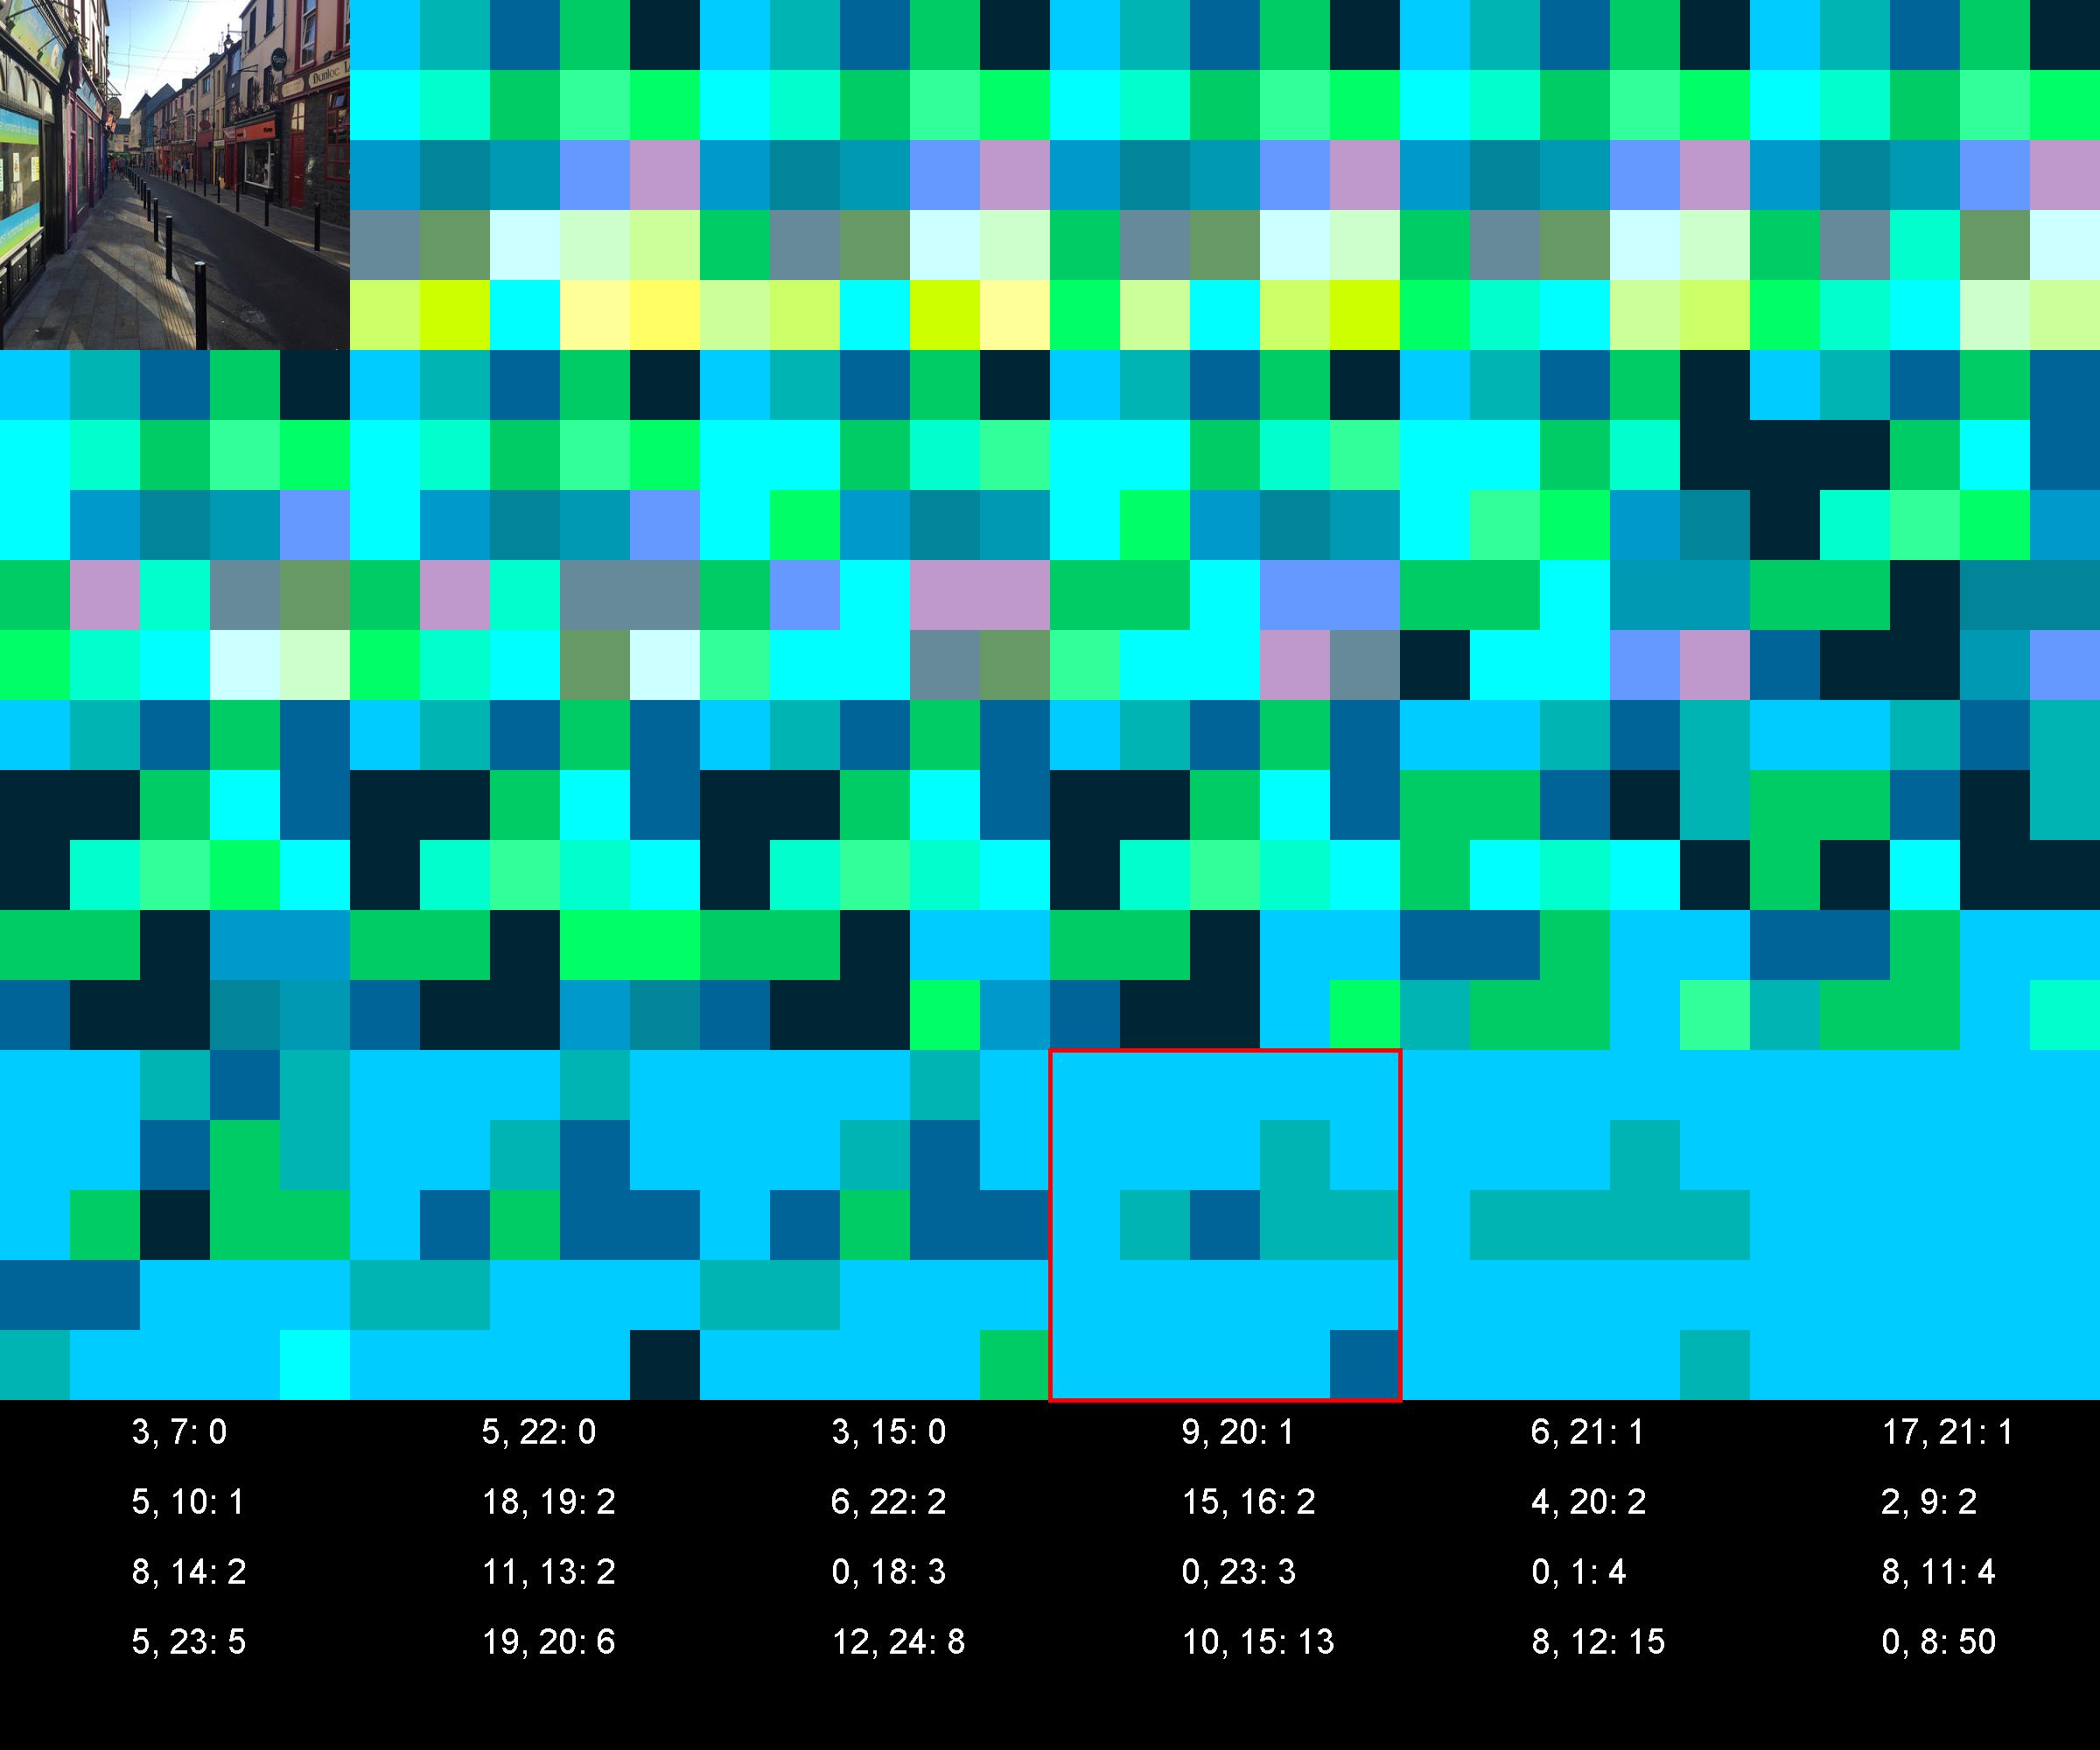 Dunloc
3, 7: 0 5, 22: 0 3, 15: 0 9, 20: 1 6, 21: 1 17, 21: 1
5, 10: 1 18, 19: 2 6, 22: 2 15, 16: 2 4, 20: 2 2, 9: 2
8, 14: 2 11, 13: 2 0, 18: 3 0, 23: 3 0, 1: 4 8, 11: 4
5, 23: 5 19, 20: 6 12, 24: 8 10, 15: 13 8, 12: 15 0, 8: 50